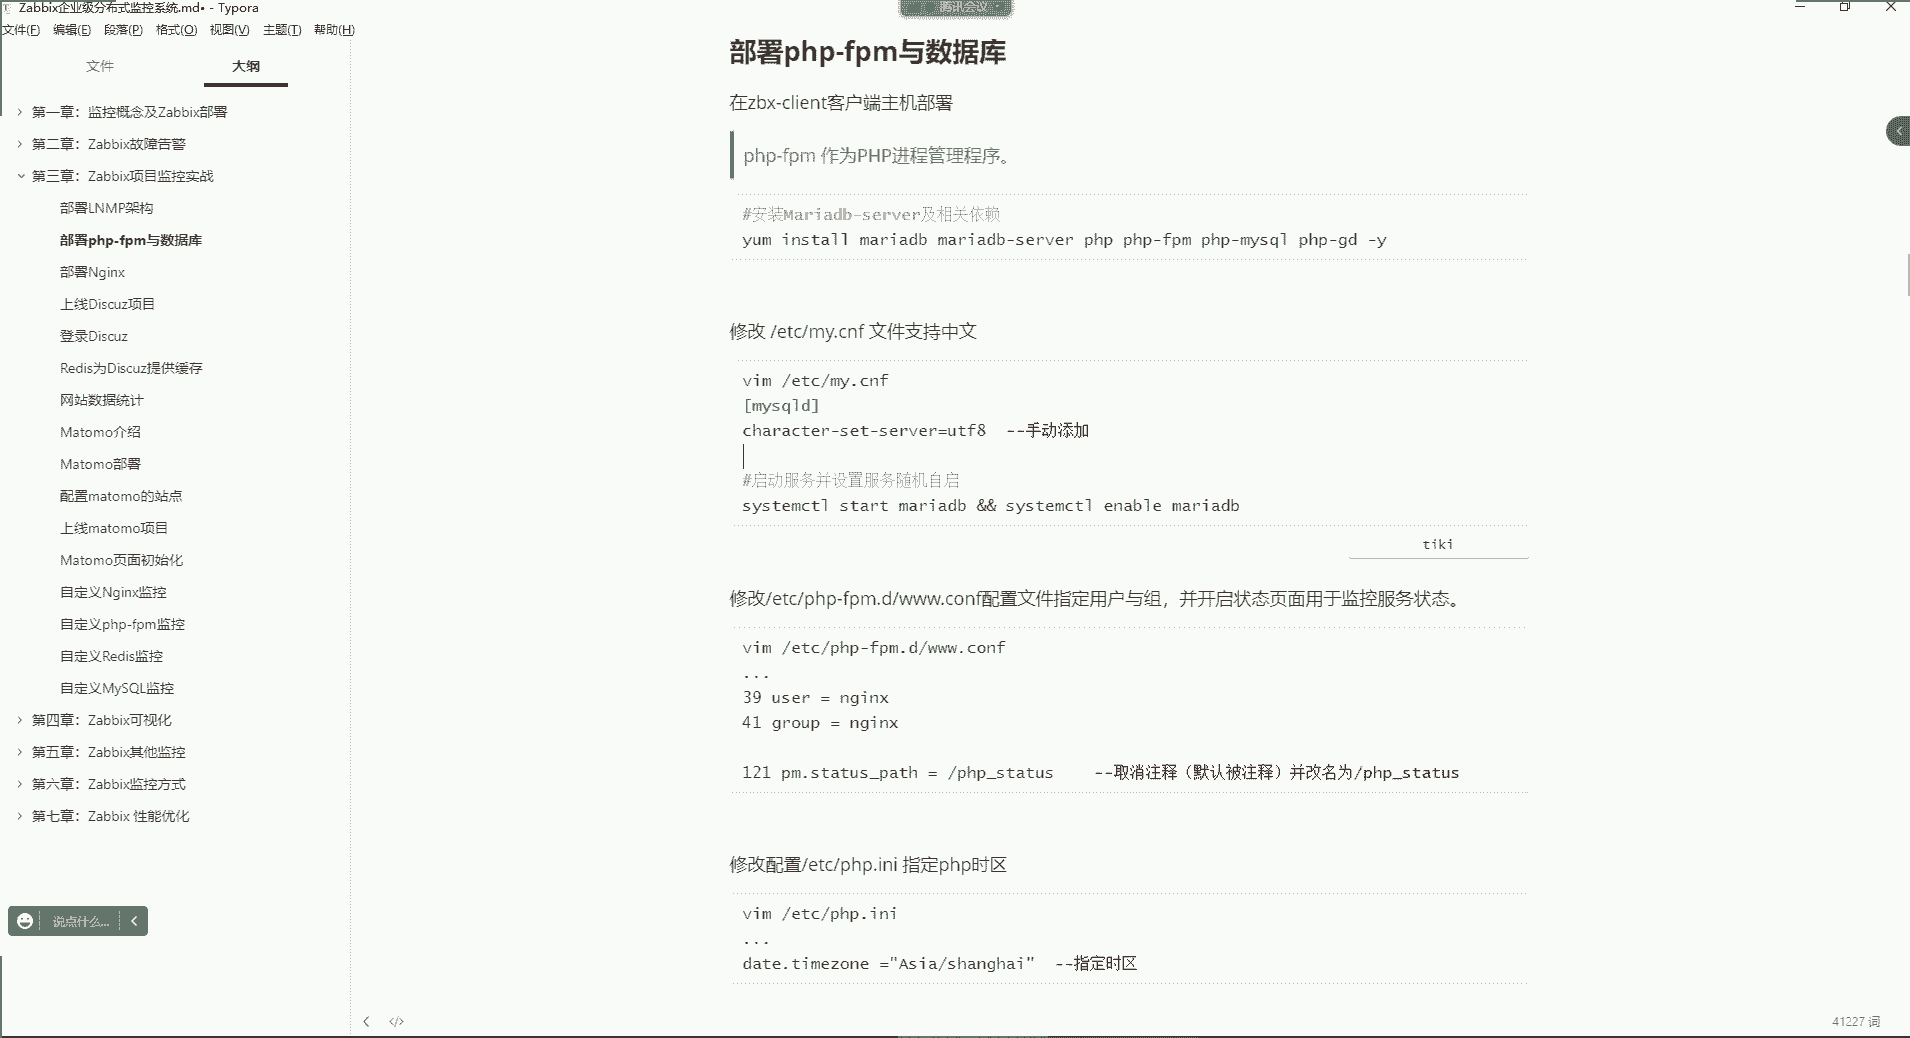 Zabbix企业级分布式监控系统.md• - Typora
腾讯会议
文件(F) 编辑(E) 段落(P) 格式(O) 视图(V) 主题(T) 帮助(H)
文件 大纲
第一章：监控概念及Zabbix部署
第二章：Zabbix故障告警
第三章：Zabbix项目监控实战
部署LNMP架构
部署php-fpm与数据库
部署Nginx
上线Discuz项目
登录Discuz
Redis为Discuz提供缓存
网站数据统计
Matomo介绍
Matomo部署
配置matomo的站点
上线matomo项目
Matomo页面初始化
自定义Nginx监控
自定义php-fpm监控
自定义Redis监控
自定义MySQL监控
第四章：Zabbix可视化
第五章：Zabbix其他监控
第六章：Zabbix监控方式
第七章：Zabbix 性能优化
说点什么...
部署php-fpm与数据库
在zbx-client客户端主机部署
php-fpm 作为PHP进程管理程序。
#安装Mariadb-server及相关依赖
yum install mariadb mariadb-server php php-fpm php-mysql php-gd -y
修改 /etc/my.cnf 文件支持中文
vim /etc/my.cnf
[mysqld]
character-set-server=utf8  --手动添加
#启动服务并设置服务随机自启
systemctl start mariadb && systemctl enable mariadb
tiki
修改/etc/php-fpm.d/www.conf配置文件指定用户与组，并开启状态页面用于监控服务状态。
vim /etc/php-fpm.d/www.conf
...
39 user = nginx
41 group = nginx
121 pm.status_path = /php_status    --取消注释（默认被注释）并改名为/php_status
修改配置/etc/php.ini 指定php时区
vim /etc/php.ini
...
date.timezone ="Asia/shanghai"  --指定时区
</> 41227 词